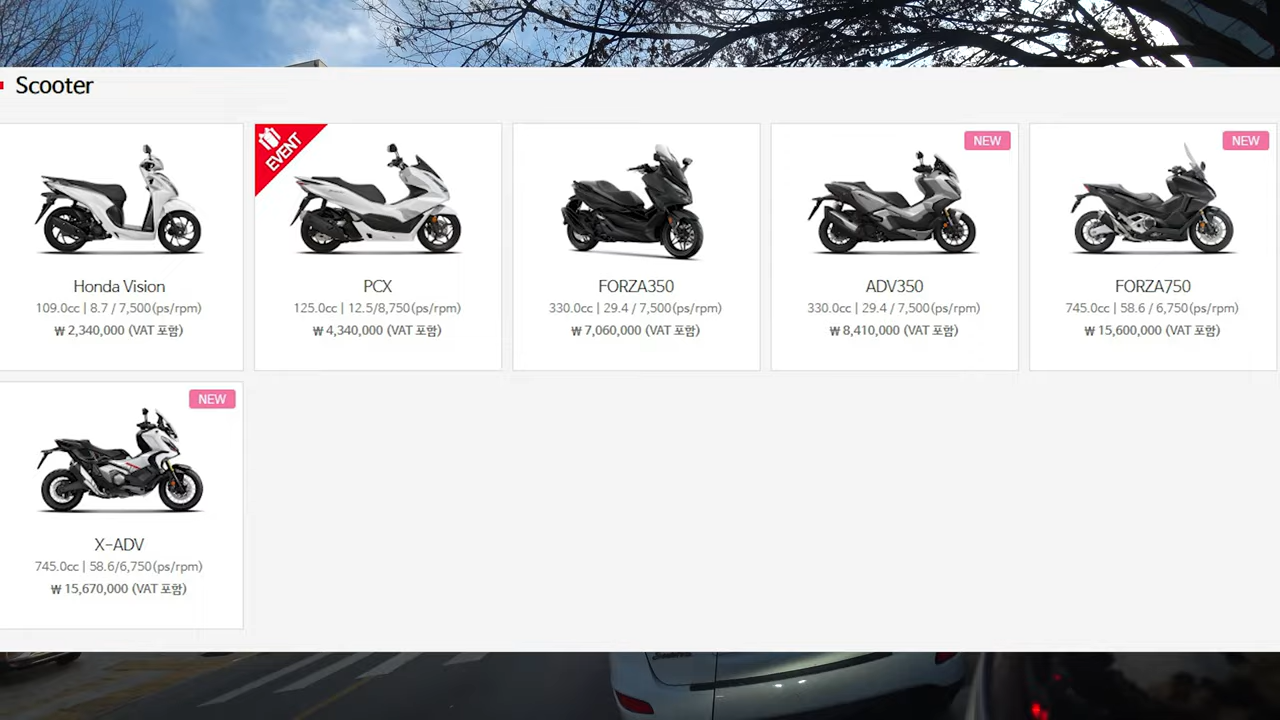 Scooter
EVENT
NEW
NEW
Honda Vision
109.0cc | 8.7 / 7,500(ps/rpm)
₩ 2,340,000 (VAT 포함)
PCX
125.0cc | 12.5/8,750(ps/rpm)
₩ 4,340,000 (VAT 포함)
FORZA350
330.0cc | 29.4 / 7,500(ps/rpm)
₩ 7,060,000 (VAT 포함)
ADV350
330.0cc | 29.4 / 7,500(ps/rpm)
₩ 8,410,000 (VAT 포함)
FORZA750
745.0cc | 58.6 / 6,750(ps/rpm)
₩ 15,600,000 (VAT 포함)
NEW
X-ADV
745.0cc | 58.6/6,750(ps/rpm)
₩ 15,670,000 (VAT 포함)